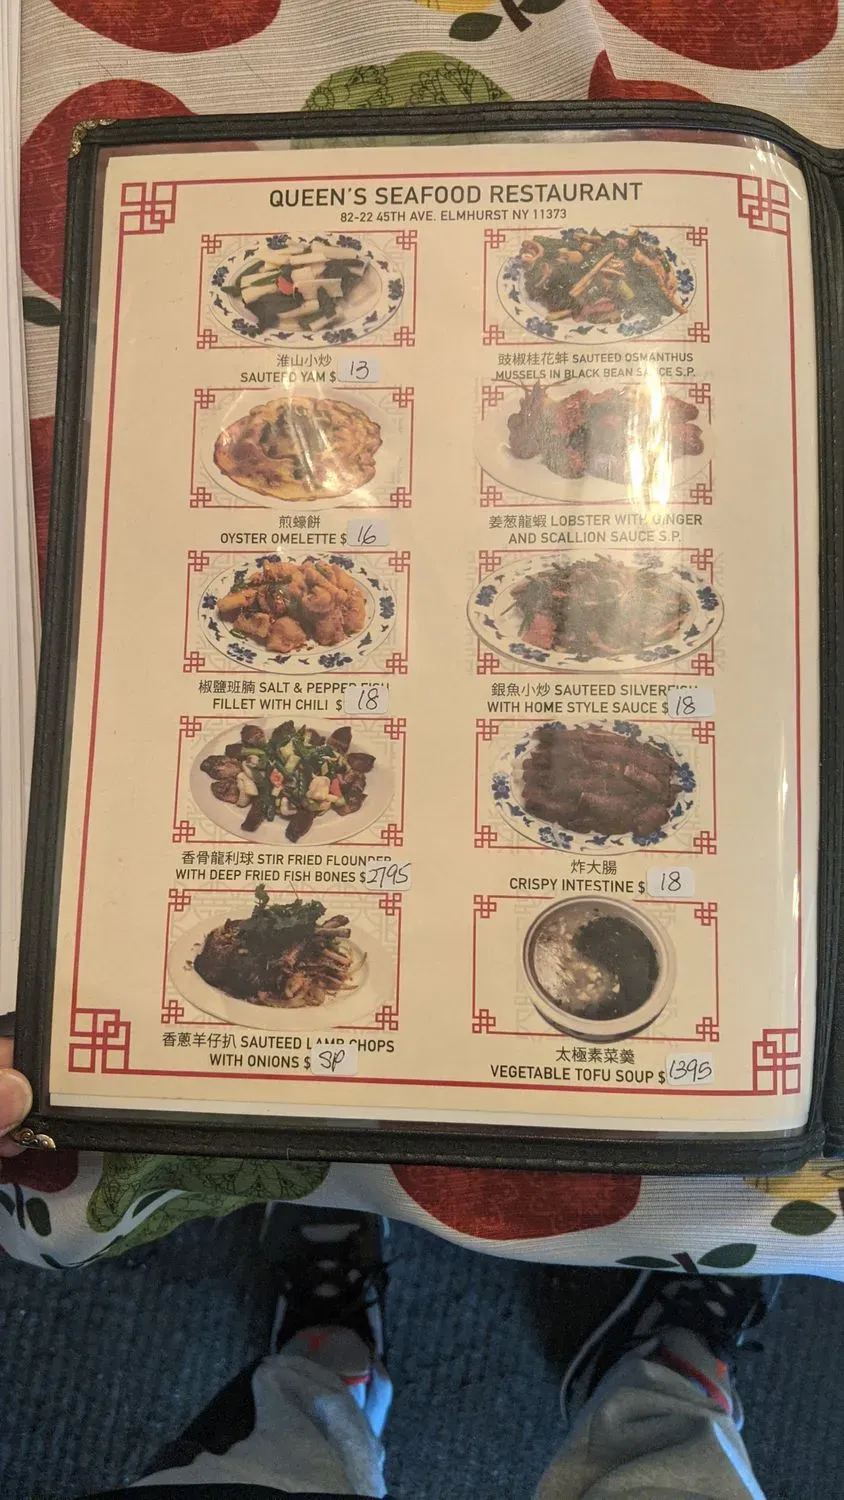 QUEEN'S SEAFOOD RESTAURANT
82-22 45TH AVE. ELMHURST NY 11373
淮山小炒
SAUTEED YAM $ 13
豉椒桂花蚌 SAUTEED OSMANTHUS
MUSSELS IN BLACK BEAN SAUCE S.P.
煎蠔餅
OYSTER OMELETTE $ 16
姜葱龍蝦 LOBSTER WITH GINGER
AND SCALLION SAUCE S.P.
椒鹽班腩 SALT & PEPPER FISH
FILLET WITH CHILI $ 18
銀魚小炒 SAUTEED SILVERFISH
WITH HOME STYLE SAUCE $ 18
香骨龍利球 STIR FRIED FLOUNDER
WITH DEEP FRIED FISH BONES $ 2795
炸大腸
CRISPY INTESTINE $ 18
香蔥羊仔扒 SAUTEED LAMB CHOPS
WITH ONIONS $ SP
太極素菜羹
VEGETABLE TOFU SOUP $ 1395